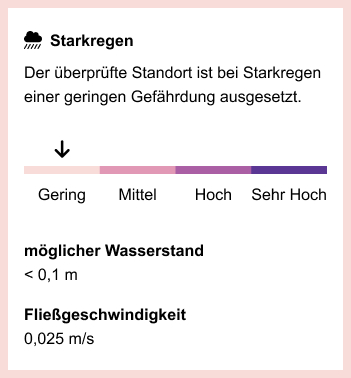 Starkregen
Der überprüfte Standort ist bei Starkregen
einer geringen Gefährdung ausgesetzt.
Gering Mittel Hoch Sehr Hoch
möglicher Wasserstand
< 0,1 m
Fließgeschwindigkeit
0,025 m/s